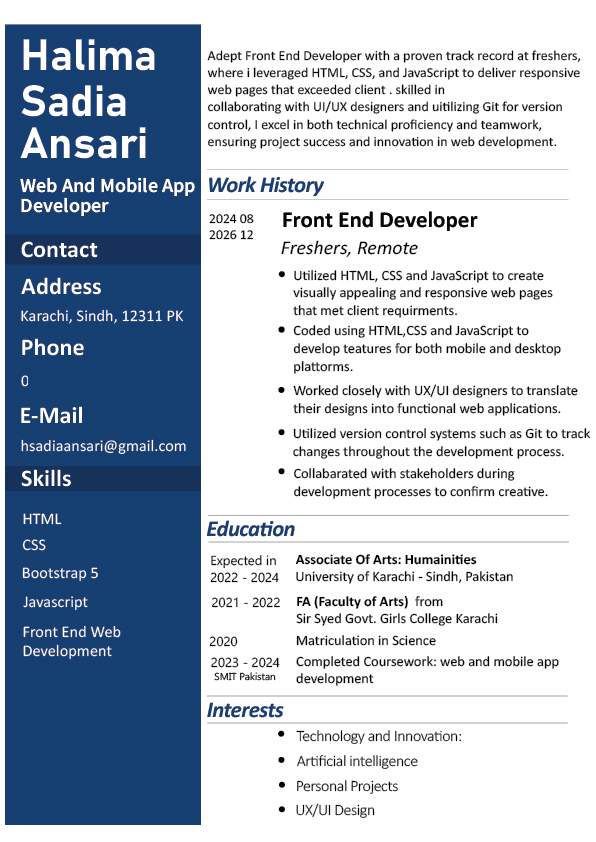 Halima
Sadia
Ansari
Web And Mobile App
Developer
Contact
Address
Karachi, Sindh, 12311 PK
Phone
0
E-Mail
hsadiaansari@gmail.com
Skills
HTML
CSS
Bootstrap 5
Javascript
Front End Web
Development
Adept Front End Developer with a proven track record at freshers,
where i leveraged HTML, CSS, and JavaScript to deliver responsive
web pages that exceeded client . skilled in
collaborating with UI/UX designers and uitilizing Git for version
control, I excel in both technical proficiency and teamwork,
ensuring project success and innovation in web development.
Work History
2024 08
2026 12
Front End Developer
Freshers, Remote
• Utilized HTML, CSS and JavaScript to create
visually appealing and responsive web pages
that met client requirments.
• Coded using HTML,CSS and JavaScript to
develop teatures for both mobile and desktop
plattorms.
• Worked closely with UX/UI designers to translate
their designs into functional web applications.
• Utilized version control systems such as Git to track
changes throughout the development process.
• Collabarated with stakeholders during
development processes to confirm creative.
Education
Expected in
2022 - 2024
Associate Of Arts: Humainities
University of Karachi - Sindh, Pakistan
2021 - 2022
FA (Faculty of Arts) from
Sir Syed Govt. Girls College Karachi
2020
Matriculation in Science
2023 - 2024
SMIT Pakistan
Completed Coursework: web and mobile app
development
Interests
• Technology and Innovation:
• Artificial intelligence
• Personal Projects
• UX/UI Design